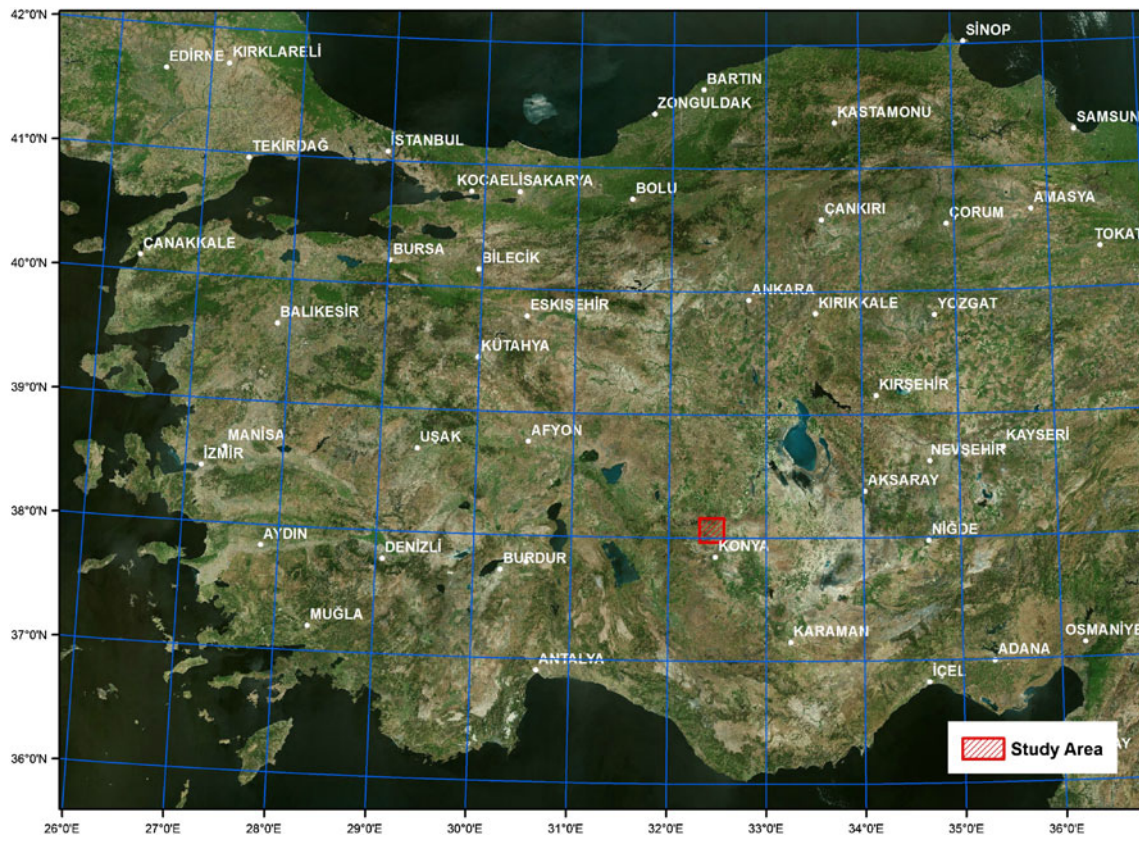 42°0'N
SİNOP
EDİRNE
KIRKLARELİ
BARTIN
ZONGULDAK
KASTAMONU
SAMSUN
41°0'N
TEKİRDAĞ
İSTANBUL
KOCAELİ
SAKARYA
BOLU
ÇANKIRI
ÇORUM
AMASYA
TOKAT
ÇANAKKALE
40°0'N
BURSA
BİLECİK
ANKARA
KIRIKKALE
YOZGAT
BALIKESİR
ESKIŞEHİR
KÜTAHYA
39°0'N
KIRŞEHİR
MANİSA
UŞAK
AFYON
KAYSERİ
NEVŞEHİR
İZMİR
AKSARAY
38°0'N
AYDIN
DENİZLİ
BURDUR
KONYA
NİĞDE
MUĞLA
37°0'N
KARAMAN
OSMANİYE
ADANA
ANTALYA
İÇEL
36°0'N
AY
Study Area
26°0'E 27°0'E 28°0'E 29°0'E 30°0'E 31°0'E 32°0'E 33°0'E 34°0'E 35°0'E 36°0'E